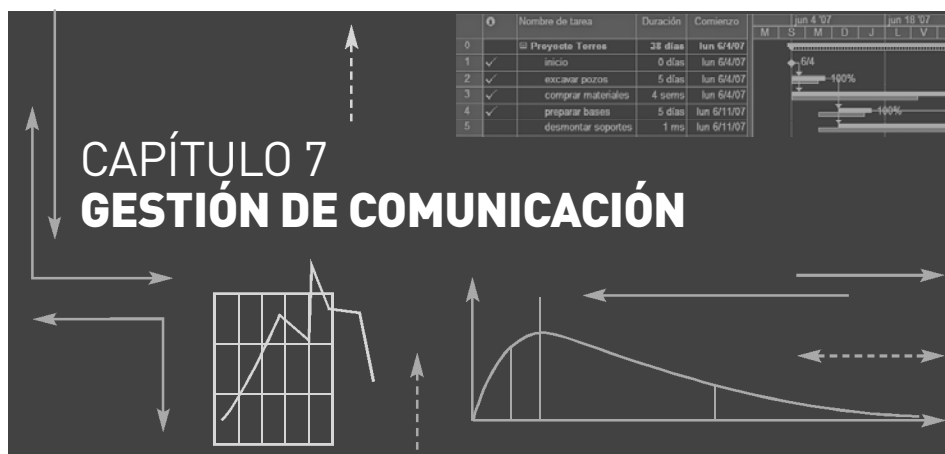 Nombre de tarea Duración Comienzo jun 4 '07 jun 18 '07
M S M D J L V
0 Proyecto Torres 38 días lun 6/4/07
1 inicio 0 días lun 6/4/07 6/4
2 excavar pozos 5 días lun 6/4/07 100%
3 comprar materiales 4 sems lun 6/4/07
4 preparar bases 5 días lun 6/11/07 100%
5 desmontar soportes 1 ms lun 6/11/07
CAPÍTULO 7
GESTIÓN DE COMUNICACIÓN